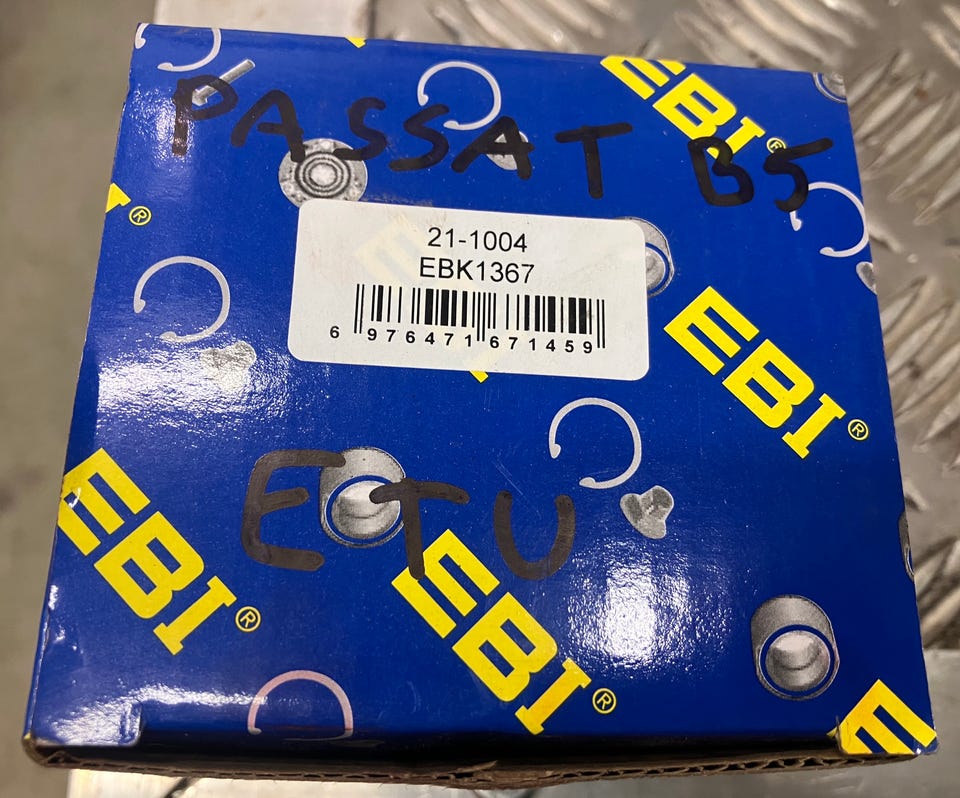 EBI®
PASSAT B5
®
21-1004
EBK1367
6 976471 671459
EBI®
ETU
EBI®
EBI®
E